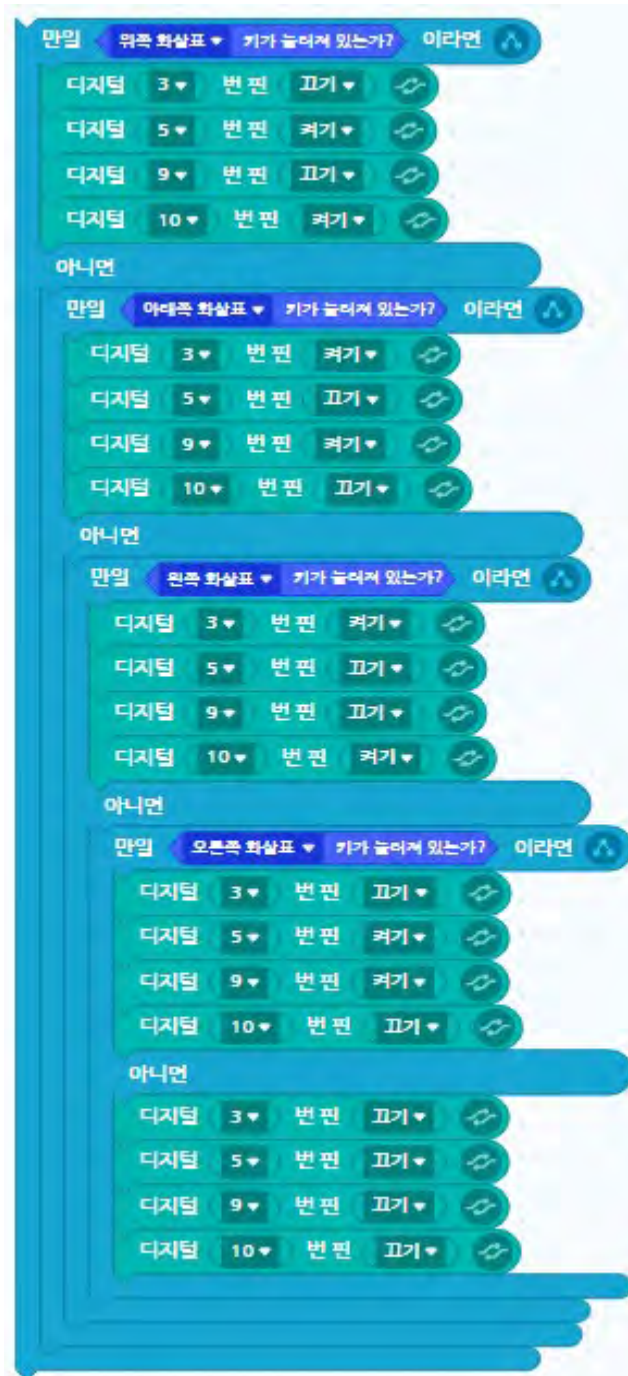 만일 위쪽 화살표 ▼ 키가 눌러져 있는가? 이라면
디지털 3 ▼ 번 핀 끄기 ▼
디지털 5 ▼ 번 핀 켜기 ▼
디지털 9 ▼ 번 핀 끄기 ▼
디지털 10 ▼ 번 핀 켜기 ▼
아니면
만일 아래쪽 화살표 ▼ 키가 눌러져 있는가? 이라면
디지털 3 ▼ 번 핀 켜기 ▼
디지털 5 ▼ 번 핀 끄기 ▼
디지털 9 ▼ 번 핀 켜기 ▼
디지털 10 ▼ 번 핀 끄기 ▼
아니면
만일 왼쪽 화살표 ▼ 키가 눌러져 있는가? 이라면
디지털 3 ▼ 번 핀 켜기 ▼
디지털 5 ▼ 번 핀 끄기 ▼
디지털 9 ▼ 번 핀 끄기 ▼
디지털 10 ▼ 번 핀 켜기 ▼
아니면
만일 오른쪽 화살표 ▼ 키가 눌러져 있는가? 이라면
디지털 3 ▼ 번 핀 끄기 ▼
디지털 5 ▼ 번 핀 켜기 ▼
디지털 9 ▼ 번 핀 켜기 ▼
디지털 10 ▼ 번 핀 끄기 ▼
아니면
디지털 3 ▼ 번 핀 끄기 ▼
디지털 5 ▼ 번 핀 끄기 ▼
디지털 9 ▼ 번 핀 끄기 ▼
디지털 10 ▼ 번 핀 끄기 ▼